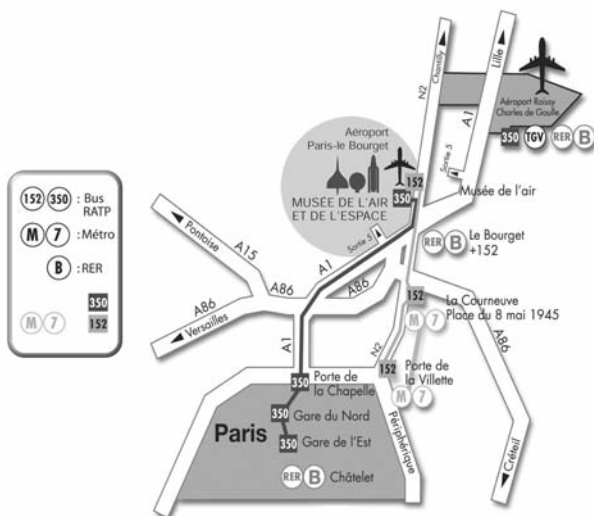 Chantilly
Lille
N2
A1
Aéroport Roissy
Charles de Gaulle
350 TGV RER B
Aéroport
Paris-le Bourget
Sortie 5
152
350
MUSÉE DE L'AIR
ET DE L'ESPACE
Musée de l'air
Sortie 5
RER B Le Bourget
+152
152 350 : Bus
RATP
M 7 : Métro
B : RER
350
M 7 152
Pontoise
A15
A1
A86
A86
A86
Versailles
152
La Courneuve
Place du 8 mai 1945
M 7
A86
A1
N2
152 Porte de
la Villette
M 7
350 Porte de
la Chapelle
350 Gare du Nord
Paris
350 Gare de l'Est
RER B Châtelet
Périphérique
Créteil